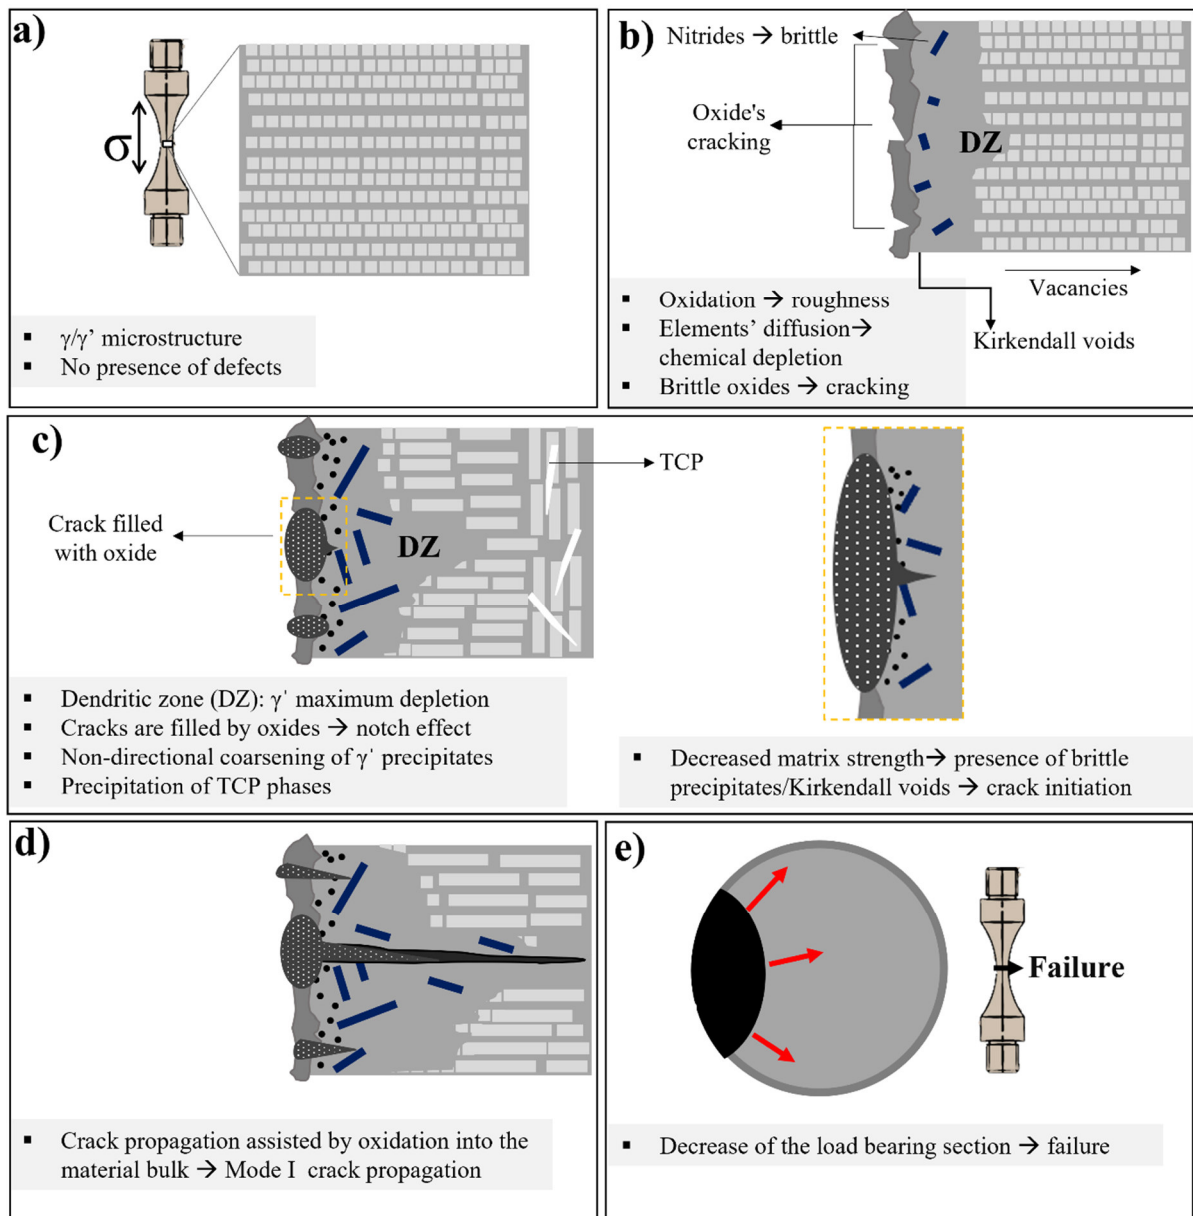 a)
σ
▪ γ/γ’ microstructure
▪ No presence of defects
b)
Nitrides → brittle
Oxide's
cracking
DZ
Vacancies
Kirkendall voids
▪ Oxidation → roughness
▪ Elements’ diffusion→
chemical depletion
▪ Brittle oxides → cracking
c)
TCP
Crack filled
with oxide
DZ
▪ Dendritic zone (DZ): γ' maximum depletion
▪ Cracks are filled by oxides → notch effect
▪ Non-directional coarsening of γ' precipitates
▪ Precipitation of TCP phases
▪ Decreased matrix strength→ presence of brittle
precipitates/Kirkendall voids → crack initiation
d)
▪ Crack propagation assisted by oxidation into the
material bulk → Mode I crack propagation
e)
Failure
▪ Decrease of the load bearing section → failure